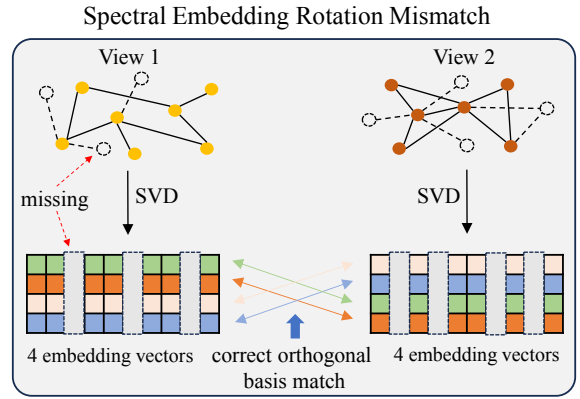 Spectral Embedding Rotation Mismatch
View 1
View 2
missing
SVD
SVD
4 embedding vectors
correct orthogonal
basis match
4 embedding vectors